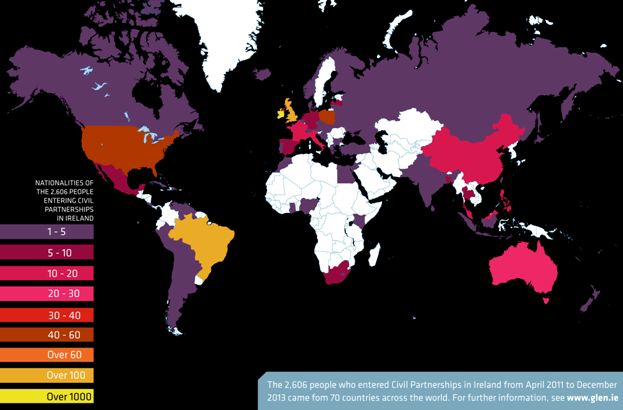 NATIONALITIES OF
THE 2,606 PEOPLE
ENTERING CIVIL
PARTNERSHIPS
IN IRELAND
1 - 5
5 - 10
10 - 20
20 - 30
30 - 40
40 - 60
Over 60
Over 100
Over 1000
The 2,606 people who entered Civil Partnerships in Ireland from April 2011 to December
2013 came fom 70 countries across the world. For further information, see www.glen.ie